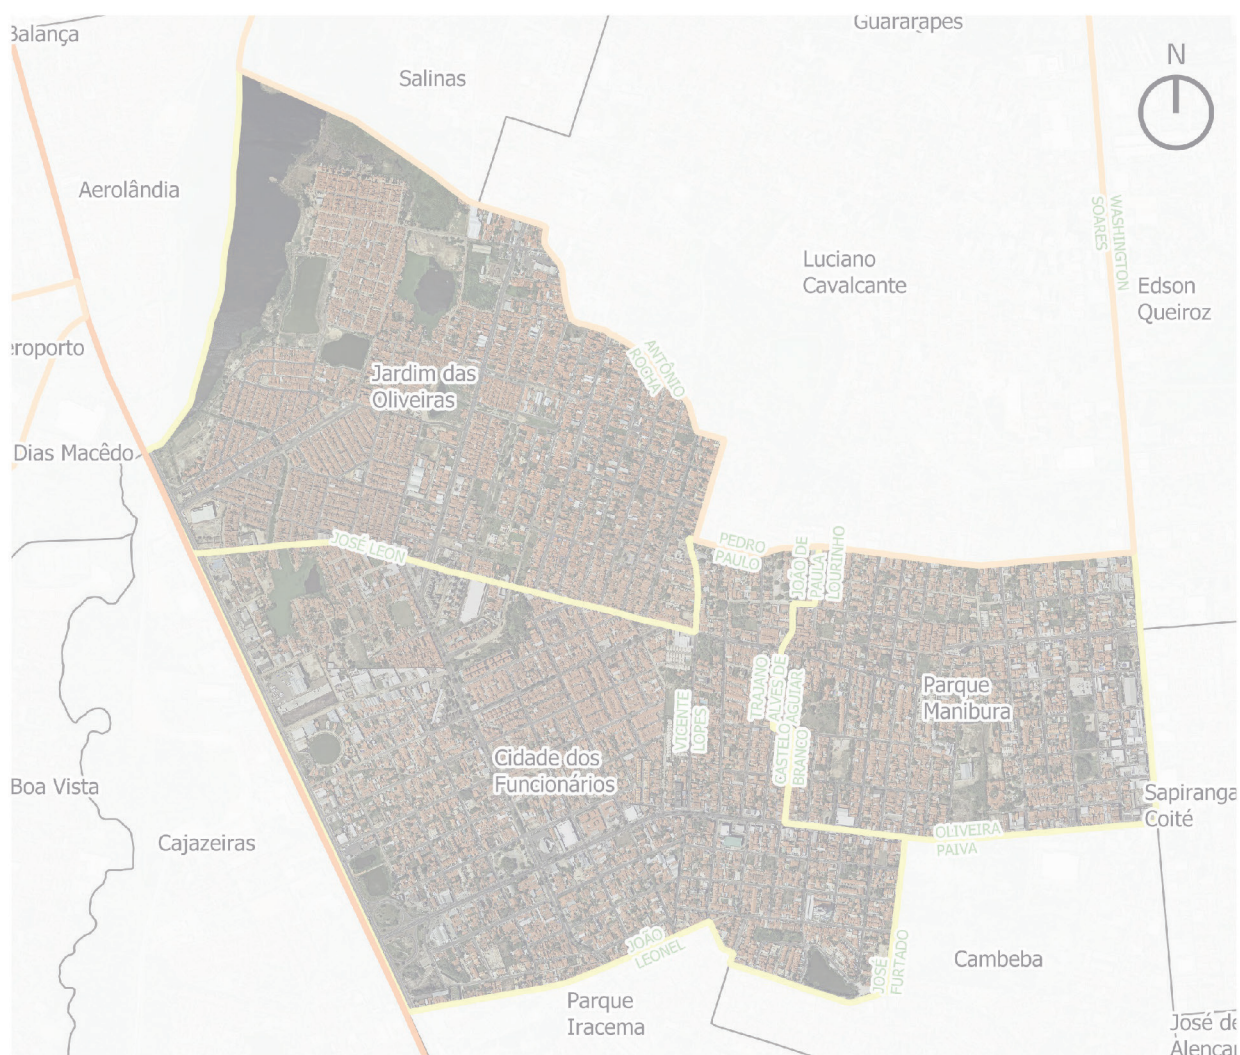 Guararapes
Balança
N
Salinas
Aerolândia
WASHINGTON
SOARES
Luciano
Cavalcante
Edson
Queiroz
eroporto
ANTÔNIO
ROCHA
Jardim das
Oliveiras
Dias Macêdo
JOSÉ LEON
PEDRO
PAULO
JOÃO DE
PAULA
LOURINHO
TRAJANO
ALVES DE
AGUIAR
Parque
Manibura
VICENTE
LOPES
CASTELO
BRANCO
Cidade dos
Funcionários
Boa Vista
Sapiranga
Coité
OLIVEIRA
PAIVA
Cajazeiras
JOÃO
LEONEL
JOSÉ
FURTADO
Cambeba
Parque
Iracema
José de
Alencar